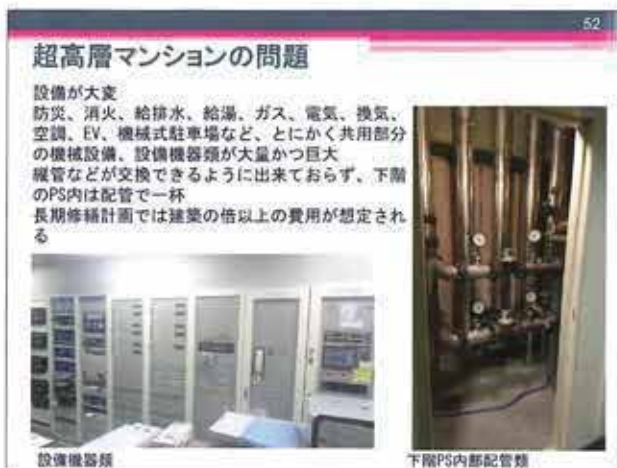 52
超高層マンションの問題
設備が大変
防災、消火、給排水、給湯、ガス、電気、換気、
空調、EV、機械式駐車場など、とにかく共用部分
の機械設備、設備機器類が大量かつ巨大
縦管などが交換できるように出来ておらず、下階
のPS内は配管で一杯
長期修繕計画では建築の倍以上の費用が想定され
る
設備機器類
下階PS内部配管類